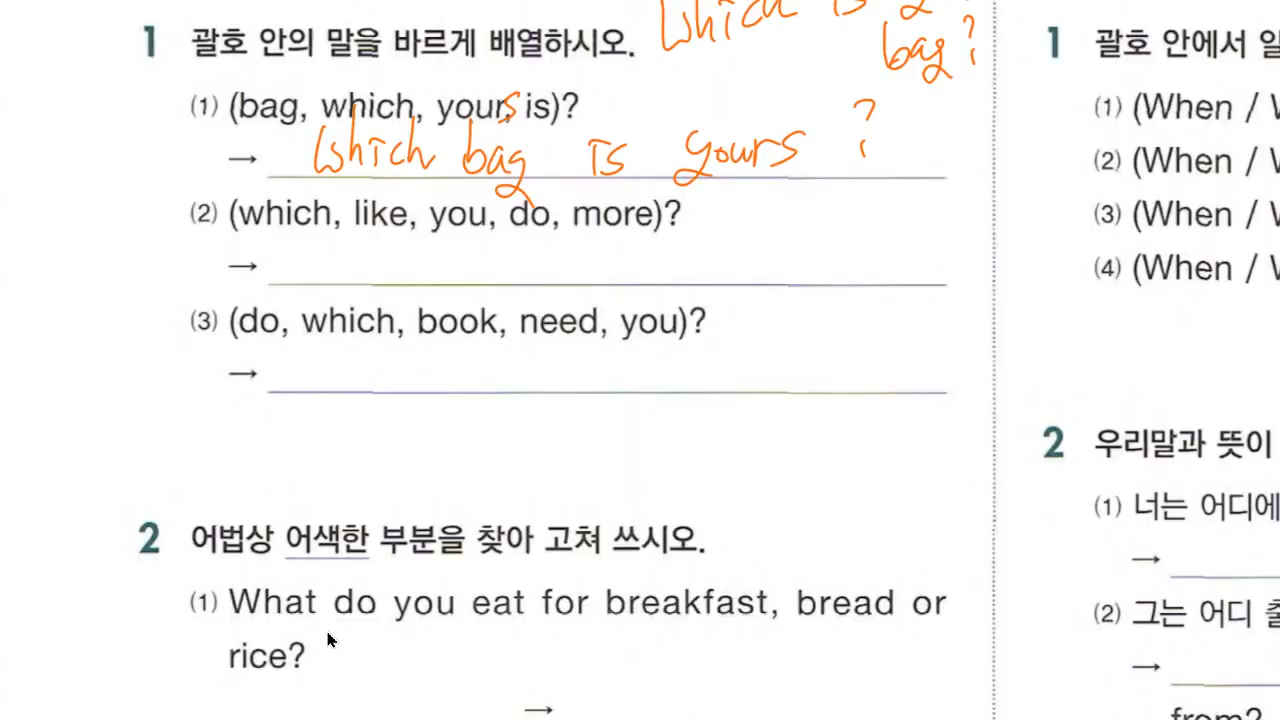 Which is
bag?
1 괄호 안의 말을 바르게 배열하시오.
(1) (bag, which, yours, is)?
→ Which bag is yours?
(2) (which, like, you, do, more)?
→
(3) (do, which, book, need, you)?
→
2 어법상 어색한 부분을 찾아 고쳐 쓰시오.
(1) What do you eat for breakfast, bread or
rice?
→
1 괄호 안에서
(1) (When /
(2) (When /
(3) (When /
(4) (When /
2 우리말과 뜻이
(1) 너는 어디에
→
(2) 그는 어디
→
from?